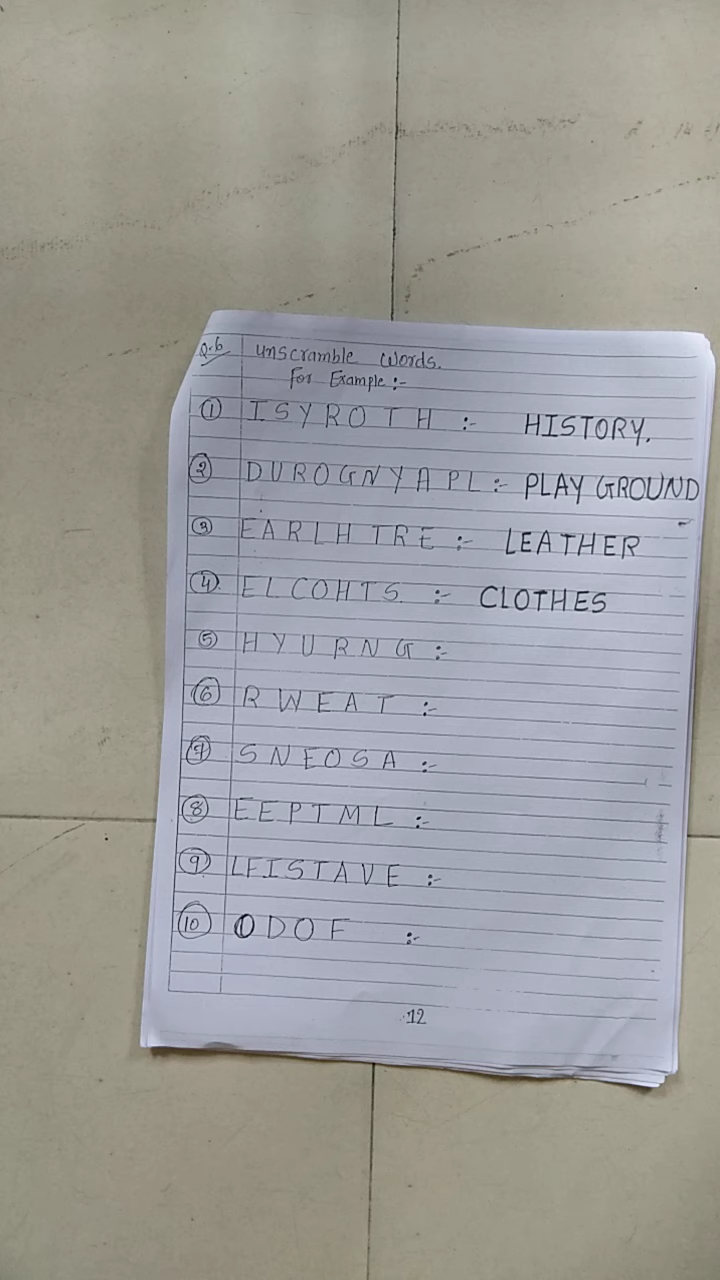 Q.6 unscramble words.
For Example :-
① ISYROTH :- HISTORY.
② DUROGNYAPL :- PLAY GROUND
③ EARLHTRE :- LEATHER
④ ELCOHTS :- CLOTHES
⑤ HYURNG :-
⑥ RWEAT :-
⑦ SNEOSA :-
⑧ EEPTML :-
⑨ LFISTAVE :-
⑩ ODOF :-
12